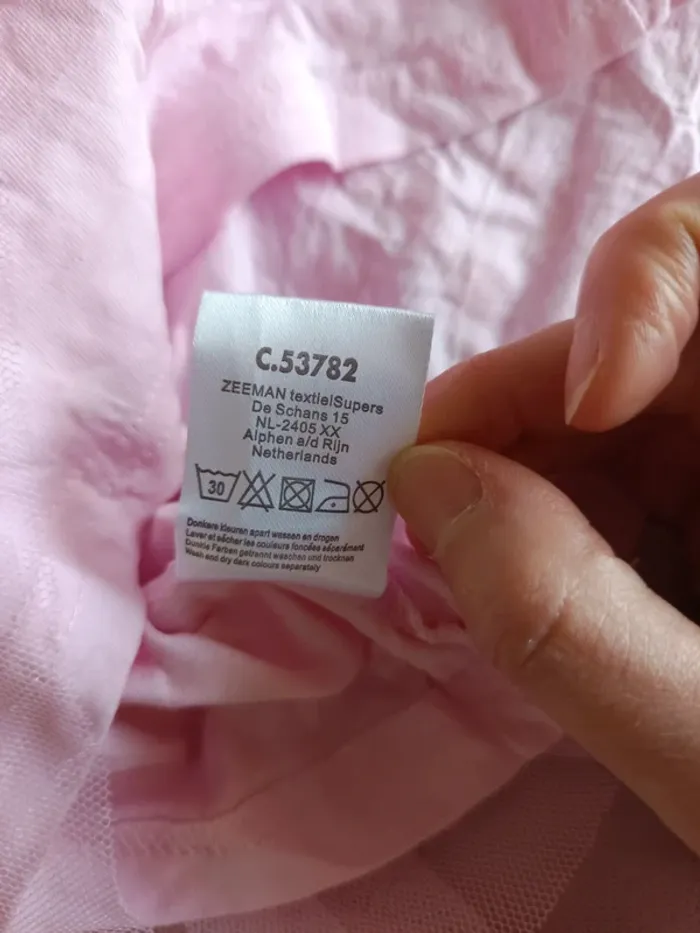 C.53782
ZEEMAN textielSupers
De Schans 15
NL-2405 XX
Alphen a/d Rijn
Netherlands
30
Donkere kleuren apart wassen en drogen
Laver et sécher les couleurs foncées séparément
Dunkle Farben getrennt waschen und trocknen
Wash and dry dark colours separately